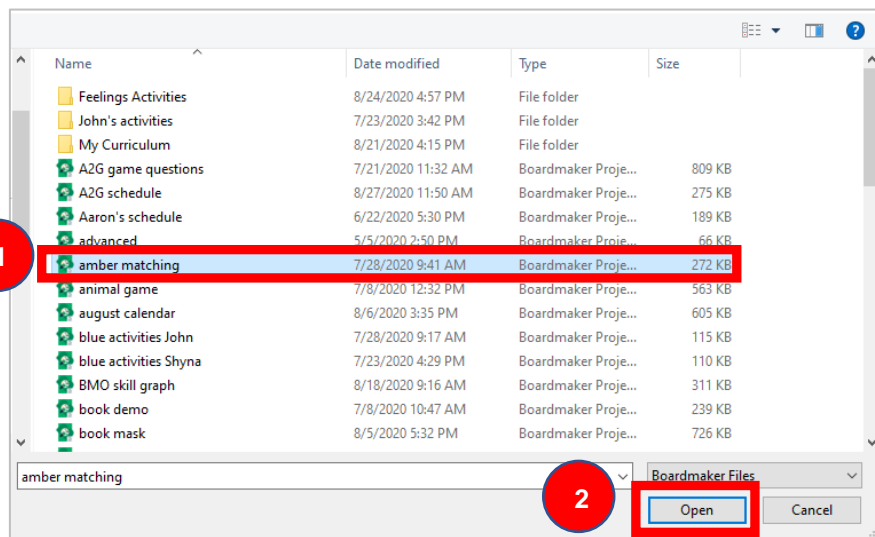 ?
Name Date modified Type Size
Feelings Activities 8/24/2020 4:57 PM File folder
John's activities 7/23/2020 3:42 PM File folder
My Curriculum 8/21/2020 4:15 PM File folder
A2G game questions 7/21/2020 11:32 AM Boardmaker Proje... 809 KB
A2G schedule 8/27/2020 11:50 AM Boardmaker Proje... 275 KB
Aaron's schedule 6/22/2020 5:30 PM Boardmaker Proje... 189 KB
advanced 5/5/2020 2:50 PM Boardmaker Proje... 66 KB
1 amber matching 7/28/2020 9:41 AM Boardmaker Proje... 272 KB
animal game 7/8/2020 12:32 PM Boardmaker Proje... 563 KB
august calendar 8/6/2020 3:35 PM Boardmaker Proje... 605 KB
blue activities John 7/28/2020 9:17 AM Boardmaker Proje... 115 KB
blue activities Shyna 7/23/2020 4:29 PM Boardmaker Proje... 110 KB
BMO skill graph 8/18/2020 9:16 AM Boardmaker Proje... 311 KB
book demo 7/8/2020 10:47 AM Boardmaker Proje... 239 KB
book mask 8/5/2020 5:32 PM Boardmaker Proje... 726 KB
amber matching Boardmaker Files
2 Open Cancel